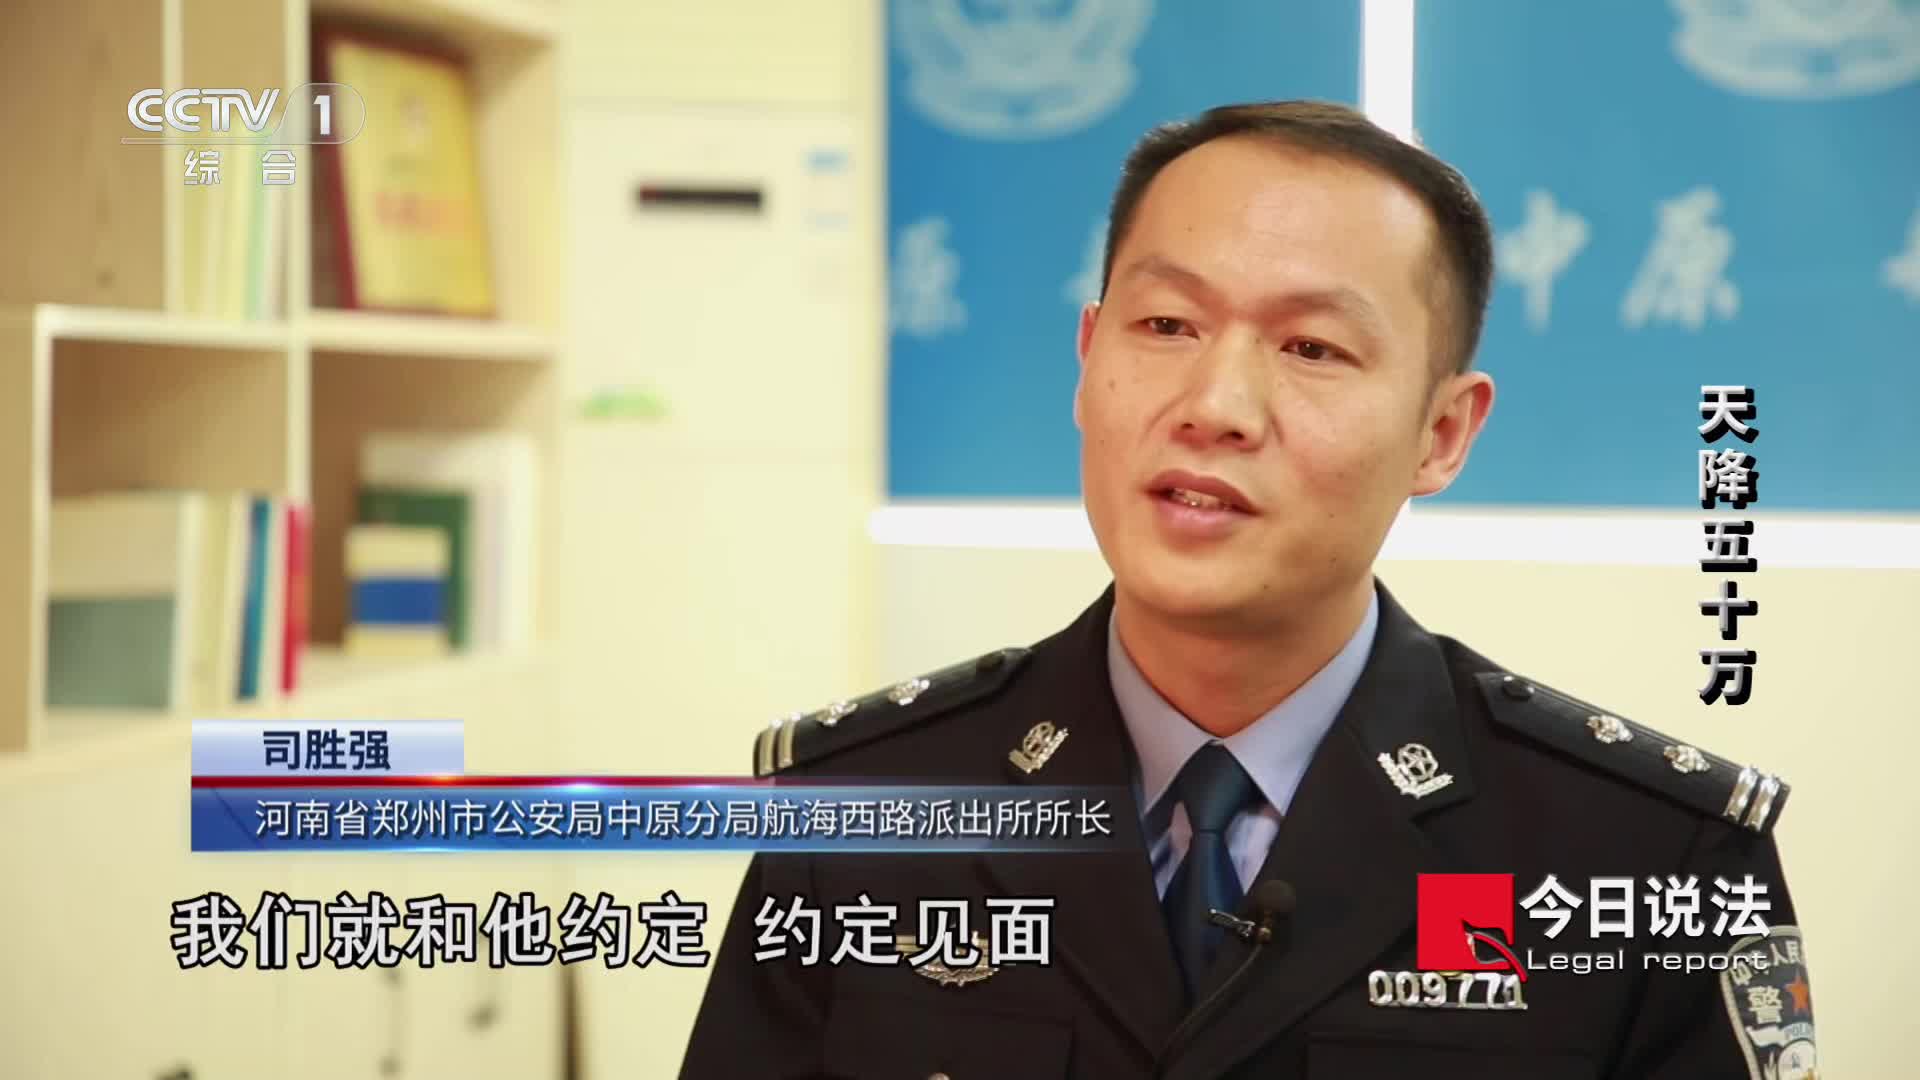 CCTV 1
综 合
原
中 原
天降五十万
司胜强
河南省郑州市公安局中原分局航海西路派出所所长
我们就和他约定 约定见面
今日说法
Legal report
009771
警